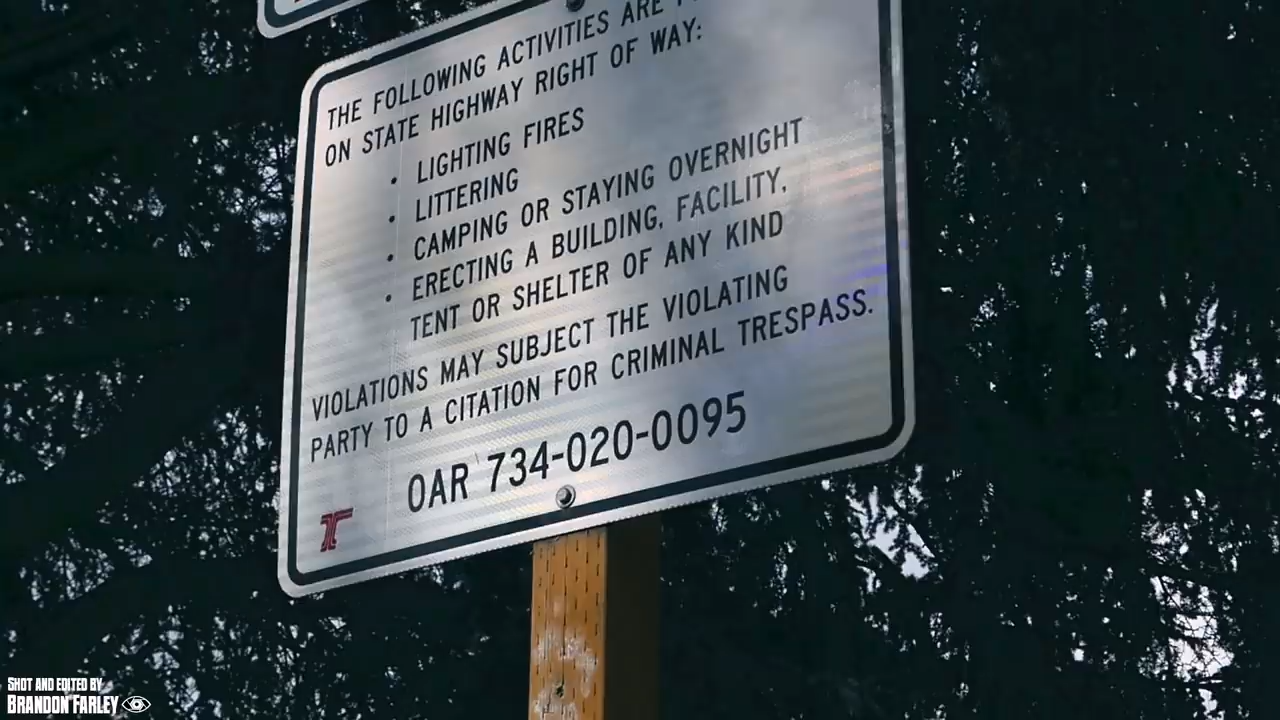 THE FOLLOWING ACTIVITIES ARE
ON STATE HIGHWAY RIGHT OF WAY:
• LIGHTING FIRES
• LITTERING
• CAMPING OR STAYING OVERNIGHT
• ERECTING A BUILDING, FACILITY,
TENT OR SHELTER OF ANY KIND
VIOLATIONS MAY SUBJECT THE VIOLATING
PARTY TO A CITATION FOR CRIMINAL TRESPASS.
OAR 734-020-0095
SHOT AND EDITED BY
BRANDON FARLEY